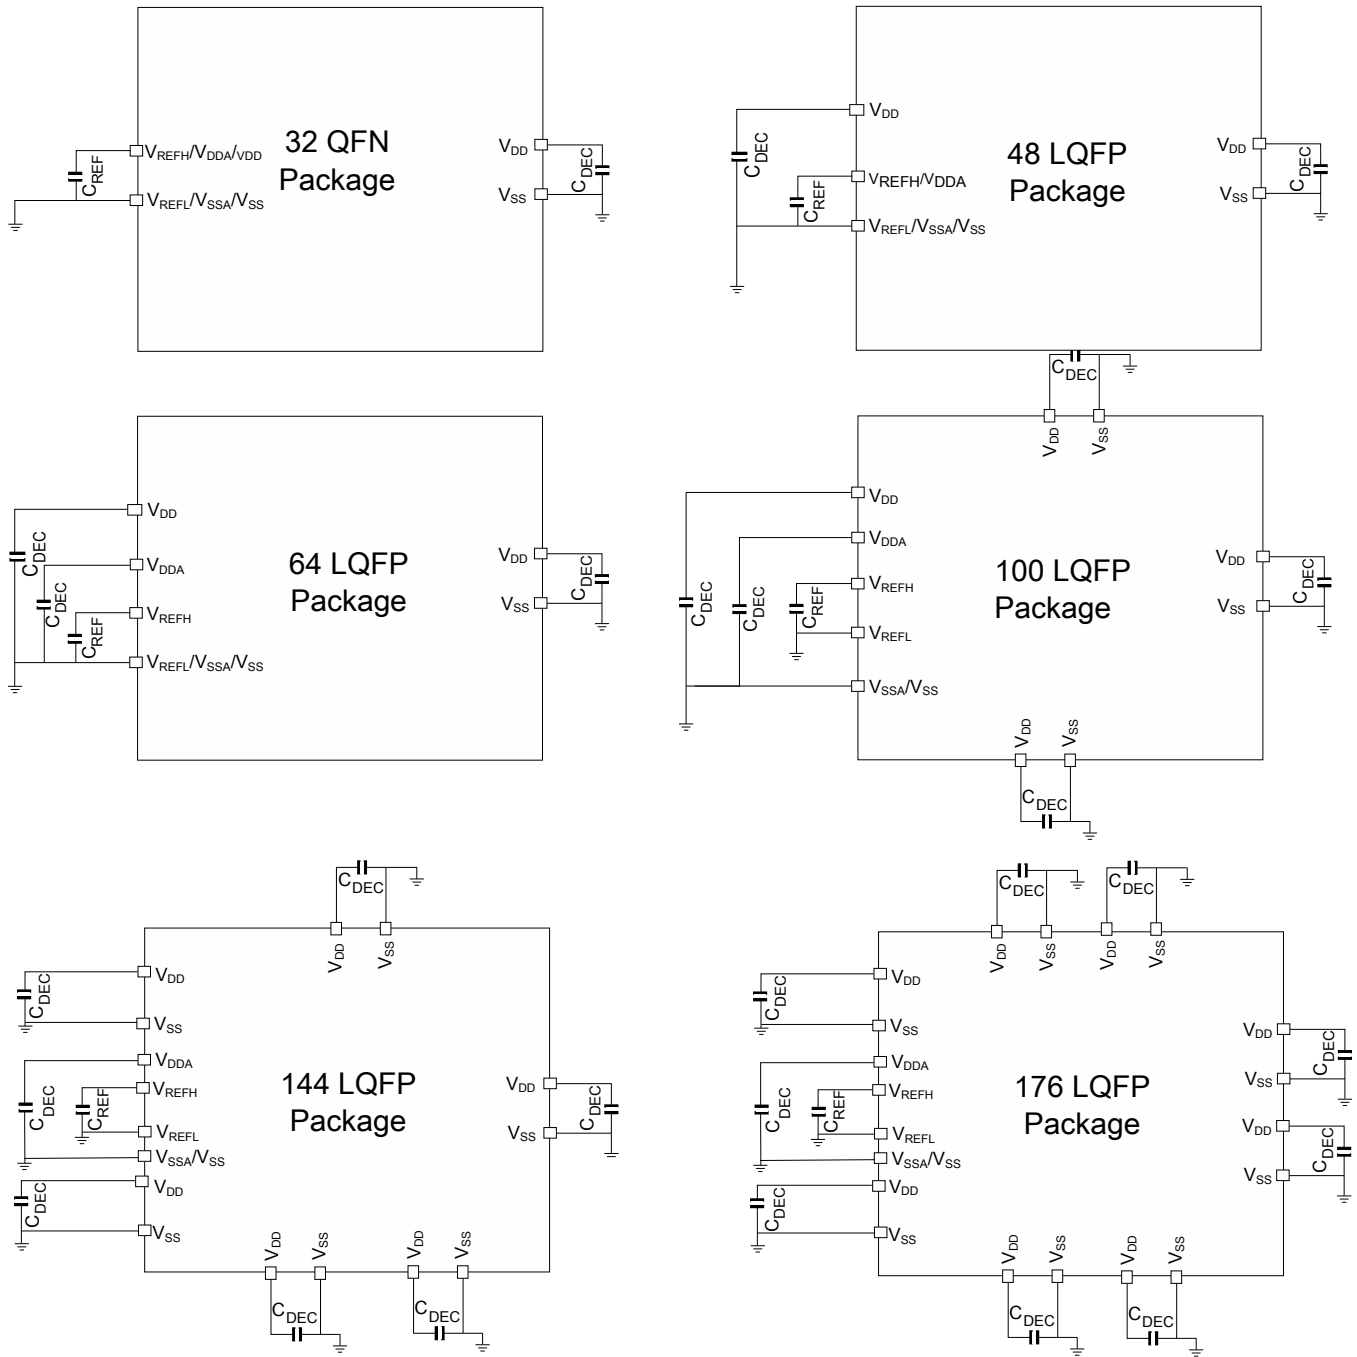 32 QFN
Package
VREFH/VDDA/VDD
CREF
VREFL/VSSA/VSS
VDD
CDEC
VSS
48 LQFP
Package
VDD
CDEC
VREFH/VDDA
CREF
VREFL/VSSA/VSS
VDD
CDEC
VSS
64 LQFP
Package
VDD
CDEC
VDDA
CDEC
VREFH
CREF
VREFL/VSSA/VSS
VDD
CDEC
VSS
CDEC
VDD
VSS
100 LQFP
Package
VDD
VDDA
VREFH
CDEC
CDEC
CREF
VREFL
VSSA/VSS
VDD
CDEC
VSS
VDD
VSS
CDEC
CDEC
VDD
VSS
144 LQFP
Package
VDD
CDEC
VSS
VDDA
CDEC
VREFH
CREF
VREFL
VSSA/VSS
VDD
CDEC
VSS
VDD
CDEC
VSS
VDD
VSS
VDD
VSS
CDEC
CDEC
CDEC
CDEC
VDD
VSS
VDD
VSS
176 LQFP
Package
VDD
CDEC
VSS
VDDA
CDEC
VREFH
CREF
VREFL
VSSA/VSS
VDD
CDEC
VSS
VDD
CDEC
VSS
VDD
CDEC
VSS
VDD
VSS
VDD
VSS
CDEC
CDEC